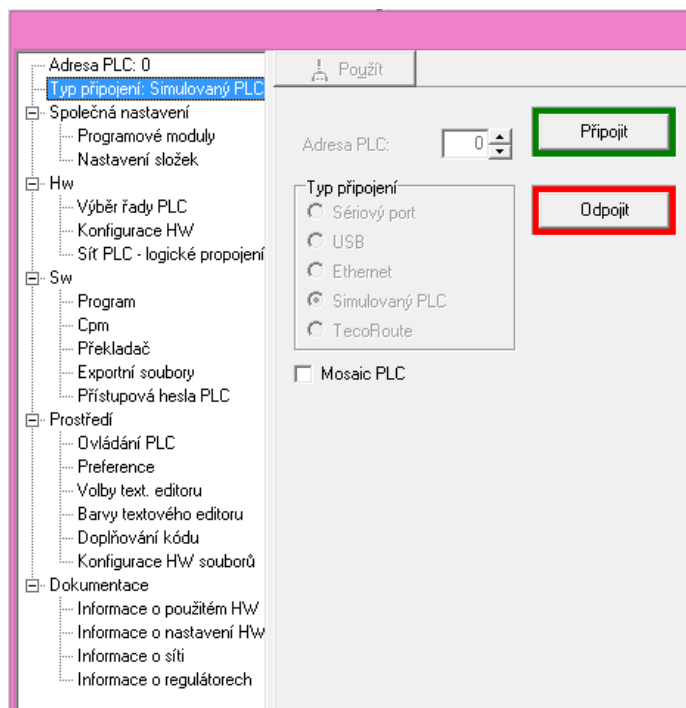 Adresa PLC: 0
Typ připojení: Simulovaný PLC
Společná nastavení
Programové moduly
Nastavení složek
Hw
Výběr řady PLC
Konfigurace HW
Síť PLC - logické propojení
Sw
Program
Cpm
Překladač
Exportní soubory
Přístupová hesla PLC
Prostředí
Ovládání PLC
Preference
Volby text. editoru
Barvy textového editoru
Doplňování kódu
Konfigurace HW souborů
Dokumentace
Informace o použitém HW
Informace o nastavení HW
Informace o síti
Informace o regulátorech
Použít
Adresa PLC: 0
Připojit
Typ připojení
Odpojit
Sériový port
USB
Ethernet
Simulovaný PLC
TecoRoute
Mosaic PLC